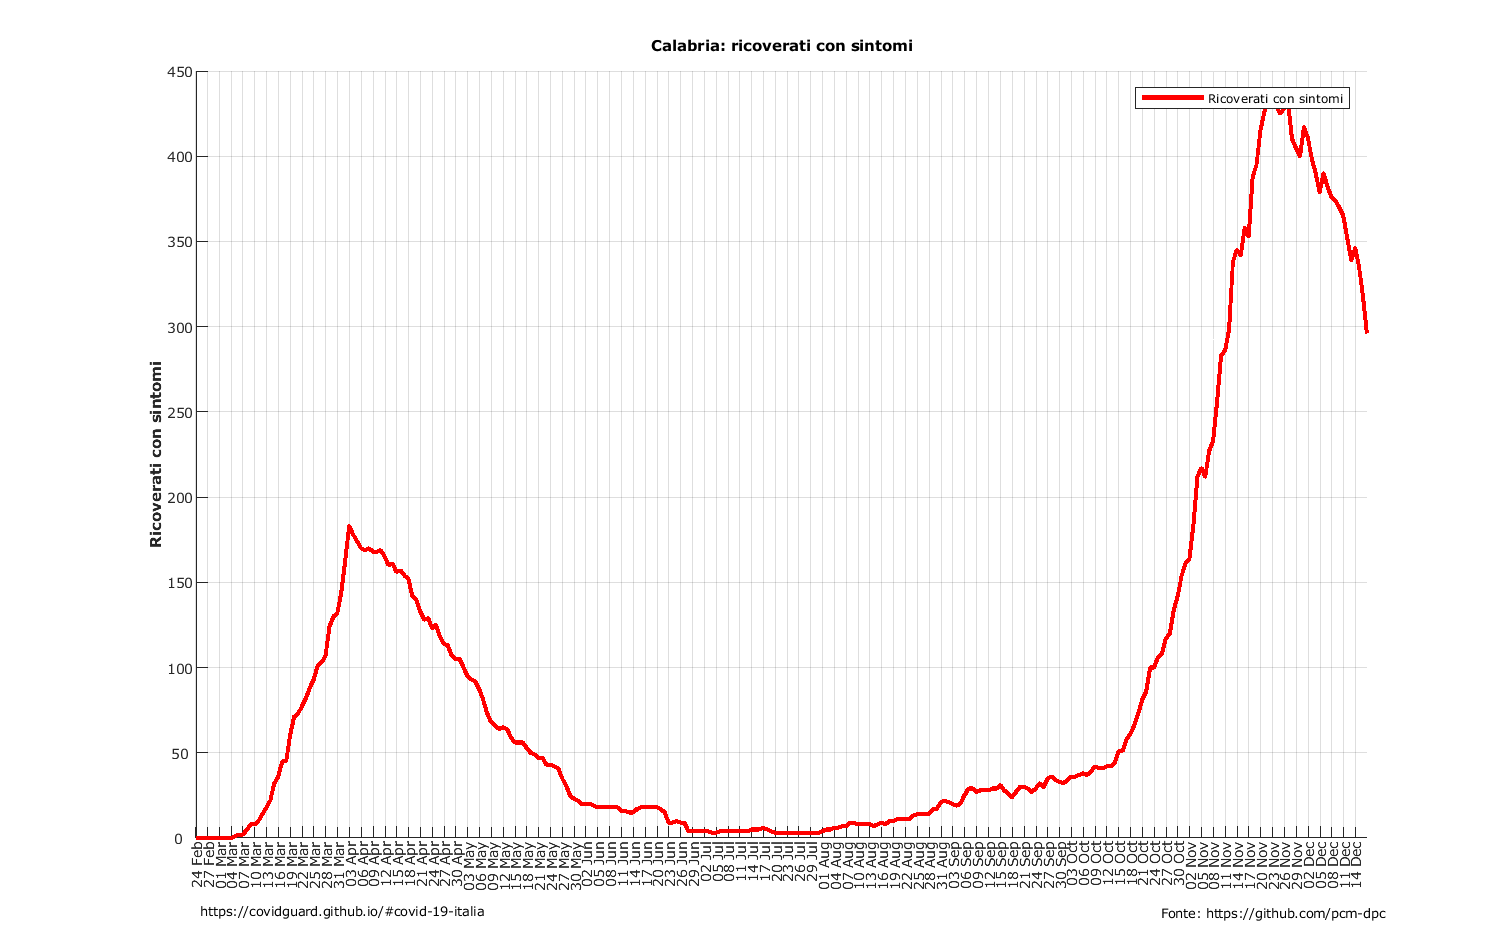 Calabria: ricoverati con sintomi
Ricoverati con sintomi
450
400
350
300
250
200
150
100
50
0
Ricoverati con sintomi
24 Feb
27 Feb
01 Mar
04 Mar
07 Mar
10 Mar
13 Mar
16 Mar
19 Mar
22 Mar
25 Mar
28 Mar
31 Mar
03 Apr
06 Apr
09 Apr
12 Apr
15 Apr
18 Apr
21 Apr
24 Apr
27 Apr
30 Apr
03 May
06 May
09 May
12 May
15 May
18 May
21 May
24 May
27 May
30 May
02 Jun
05 Jun
08 Jun
11 Jun
14 Jun
17 Jun
20 Jun
23 Jun
26 Jun
29 Jun
02 Jul
05 Jul
08 Jul
11 Jul
14 Jul
17 Jul
20 Jul
23 Jul
26 Jul
29 Jul
01 Aug
04 Aug
07 Aug
10 Aug
13 Aug
16 Aug
19 Aug
22 Aug
25 Aug
28 Aug
31 Aug
03 Sep
06 Sep
09 Sep
12 Sep
15 Sep
18 Sep
21 Sep
24 Sep
27 Sep
30 Sep
03 Oct
06 Oct
09 Oct
12 Oct
15 Oct
18 Oct
21 Oct
24 Oct
27 Oct
30 Oct
02 Nov
05 Nov
08 Nov
11 Nov
14 Nov
17 Nov
20 Nov
23 Nov
26 Nov
29 Nov
02 Dec
05 Dec
08 Dec
11 Dec
14 Dec
https://covidguard.github.io/#covid-19-italia
Fonte: https://github.com/pcm-dpc